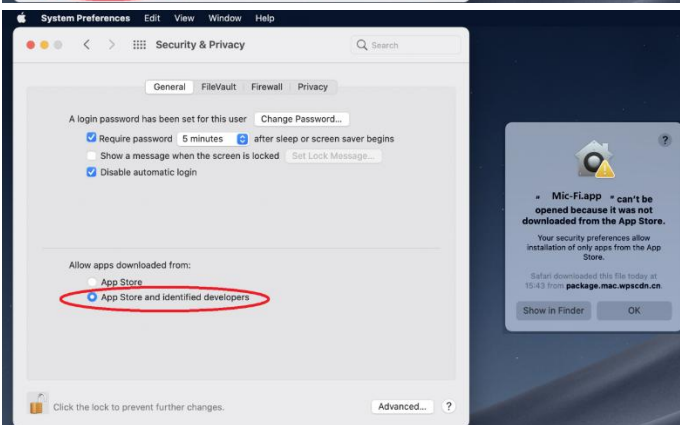 System Preferences Edit View Window Help
Security & Privacy
Search
General FileVault Firewall Privacy
A login password has been set for this user Change Password...
Require password 5 minutes after sleep or screen saver begins
Show a message when the screen is locked Set Lock Message...
Disable automatic login
Allow apps downloaded from:
App Store
App Store and identified developers
Click the lock to prevent further changes.
Advanced... ?
?
" Mic-Fi.app " can't be
opened because it was not
downloaded from the App Store.
Your security preferences allow
installation of only apps from the App
Store.
Safari downloaded this file today at
15:43 from package.mac.wpscdn.cn.
Show in Finder OK